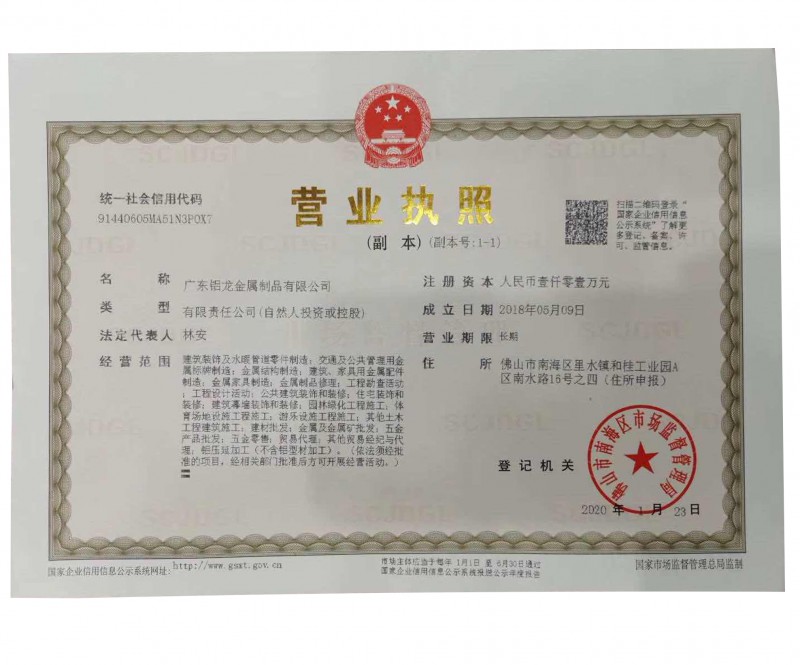 统一社会信用代码
91440605MA51N3P0X7
营业执照
(副 本) (副本号:1-1)
扫描二维码登录“
国家企业信用信息
公示系统”了解更
多登记、备案、许
可、监管信息。
名 称 广东铝龙金属制品有限公司
类 型 有限责任公司(自然人投资或控股)
法定代表人 林安
经营范围 建筑装饰及水暖管道零件制造；交通及公共管理用金
属标牌制造；金属结构制造；建筑、家具用金属配件
制造；金属家具制造；金属制品修理；工程勘查活动
；工程设计活动；公共建筑装饰和装修；住宅装饰和
装修；建筑幕墙装饰和装修；园林绿化工程施工；体
育场地设施工程施工；游乐设施工程施工；其他土木
工程建筑施工；建材批发；金属及金属矿批发；五金
产品批发；五金零售；贸易代理；其他贸易经纪与代
理；铝压延加工（不含铝型材加工）。（依法须经批
准的项目，经相关部门批准后方可开展经营活动。）
注册资本 人民币壹仟零壹万元
成立日期 2018年05月09日
营业期限 长期
住 所 佛山市南海区里水镇和桂工业园A
区南水路16号之四（住所申报）
登记机关
佛山市南海区市场监督管理局
2020 年 1 月 23 日
国家企业信用信息公示系统网址: http://www.gsxt.gov.cn
市场主体应当于每年 1月1日 至 6月30日通过
国家企业信用信息公示系统报送公示年度报告
国家市场监督管理总局监制